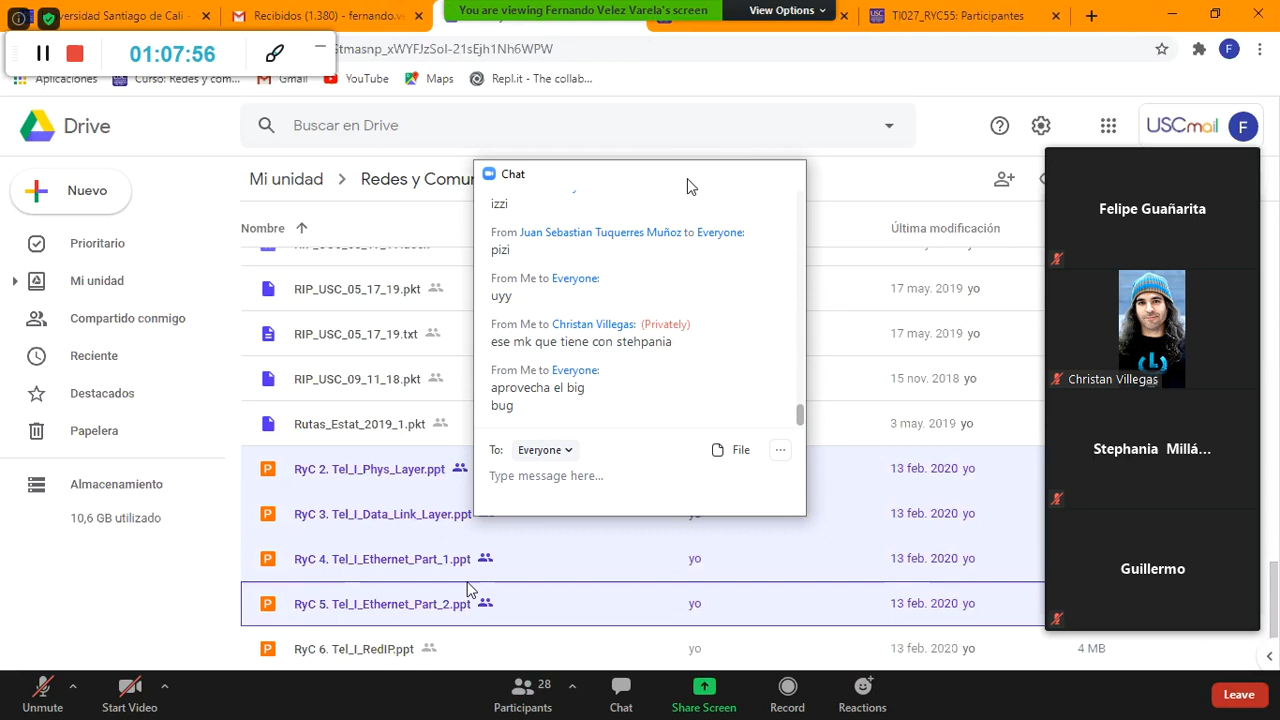 ersidad Santiago de Cali
Recibidos (1.380) - fernando.ve
You are viewing Fernando Velez Varela's screen
View Options
TI027_RYC55: Participantes
01:07:56
tmasnp_xWYFJzSoI-21sEjh1Nh6WPW
F
Aplicaciones
Curso: Redes y com...
Gmail
YouTube
Maps
Repl.it - The collab...
Drive
Buscar en Drive
USCmail
F
Nuevo
Mi unidad
Redes y Comu
Nombre
Última modificación
Prioritario
Mi unidad
Compartido conmigo
Reciente
Destacados
Papelera
Almacenamiento
10,6 GB utilizado
RIP_USC_05_17_19.pkt
17 may. 2019 yo
RIP_USC_05_17_19.txt
17 may. 2019 yo
RIP_USC_09_11_18.pkt
15 nov. 2018 yo
Rutas_Estat_2019_1.pkt
3 may. 2019 yo
RyC 2. Tel_I_Phys_Layer.ppt
13 feb. 2020 yo
RyC 3. Tel_I_Data_Link_Layer.ppt
yo
13 feb. 2020 yo
RyC 4. Tel_I_Ethernet_Part_1.ppt
yo
13 feb. 2020 yo
RyC 5. Tel_I_Ethernet_Part_2.ppt
yo
13 feb. 2020 yo
RyC 6. Tel_I_RedIP.ppt
yo
13 feb. 2020 yo
4 MB
Chat
izzi
From Juan Sebastian Tuquerres Muñoz to Everyone:
pizi
From Me to Everyone:
uyy
From Me to Christan Villegas: (Privately)
ese mk que tiene con stehpania
From Me to Everyone:
aprovecha el big
bug
To: Everyone
File
Type message here...
Felipe Guañarita
Christan Villegas
Stephania Millá...
Guillermo
Unmute
Start Video
28
Participants
Chat
Share Screen
Record
Reactions
Leave